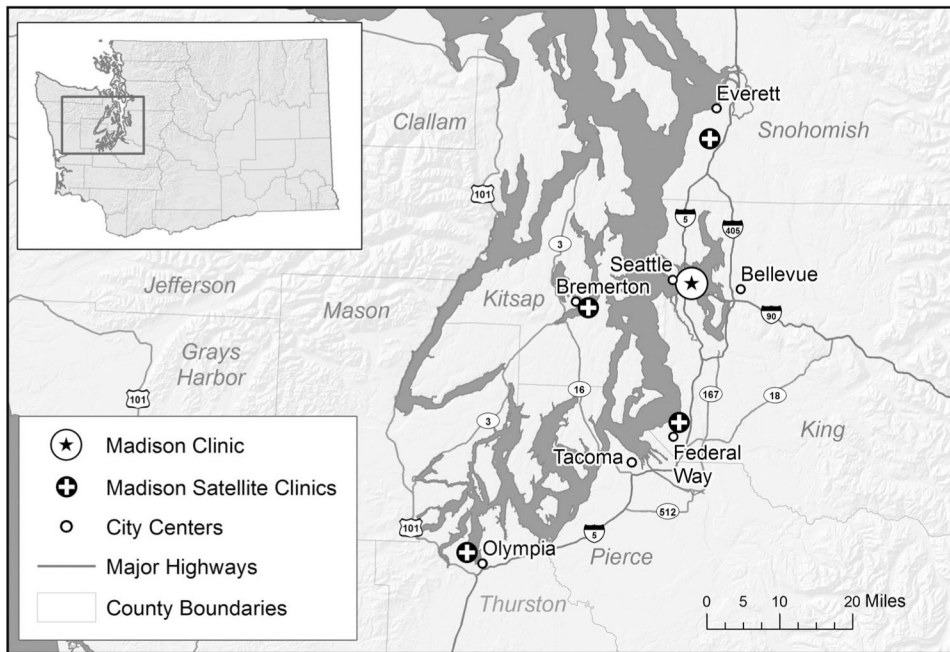 Everett
Clallam
Snohomish
101
5
405
3
Seattle
Bellevue
Jefferson
Bremerton
Kitsap
Mason
90
Grays
Harbor
101
16
167
18
3
King
Madison Clinic
Tacoma
Federal
Way
Madison Satellite Clinics
512
City Centers
101
5
Olympia
Pierce
Major Highways
County Boundaries
Thurston
0 5 10 20 Miles